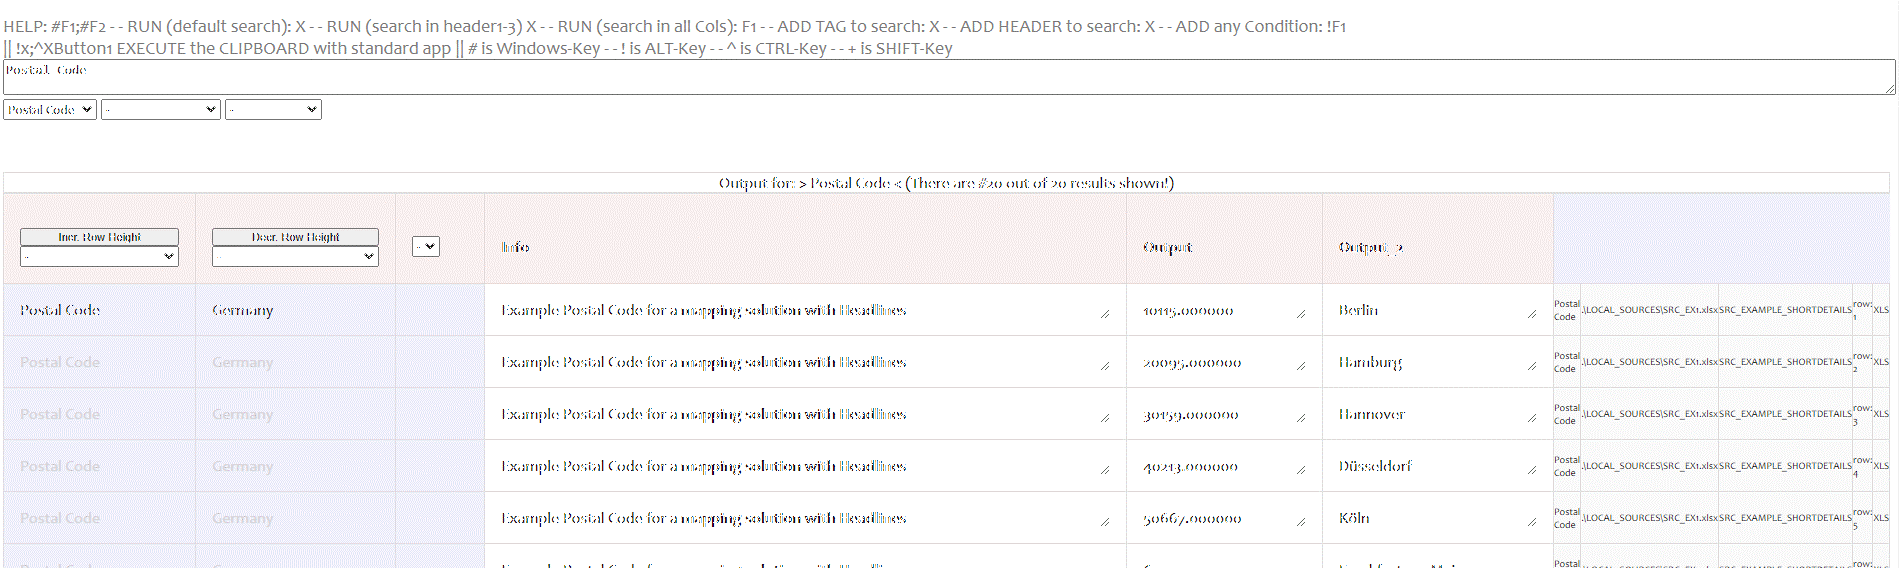 HELP: #F1;#F2 - - RUN (default search): X - - RUN (search in header1-3) X - - RUN (search in all Cols): F1 - - ADD TAG to search: X - - ADD HEADER to search: X - - ADD any Condition: !F1
|| !x;^XButton1 EXECUTE the CLIPBOARD with standard app || # is Windows-Key - - ! is ALT-Key - - ^ is CTRL-Key - - + is SHIFT-Key
Postal Code
Postal Code - -
Output for: > Postal Code < (There are #20 out of 20 results shown!)
Incr. Row Height Decr. Row Height
- - - Info Output Output_2
Postal Code Germany Example Postal Code for a mapping solution with Headlines 10115.000000 Berlin Postal Code .\LOCAL_SOURCES\SRC_EX1.xlsx SRC_EXAMPLE_SHORTDETAILS row: 1 XLS
Postal Code Germany Example Postal Code for a mapping solution with Headlines 20095.000000 Hamburg Postal Code .\LOCAL_SOURCES\SRC_EX1.xlsx SRC_EXAMPLE_SHORTDETAILS row: 2 XLS
Postal Code Germany Example Postal Code for a mapping solution with Headlines 30159.000000 Hannover Postal Code .\LOCAL_SOURCES\SRC_EX1.xlsx SRC_EXAMPLE_SHORTDETAILS row: 3 XLS
Postal Code Germany Example Postal Code for a mapping solution with Headlines 40213.000000 Düsseldorf Postal Code .\LOCAL_SOURCES\SRC_EX1.xlsx SRC_EXAMPLE_SHORTDETAILS row: 4 XLS
Postal Code Germany Example Postal Code for a mapping solution with Headlines 50667.000000 Köln Postal Code .\LOCAL_SOURCES\SRC_EX1.xlsx SRC_EXAMPLE_SHORTDETAILS row: 5 XLS
Postal